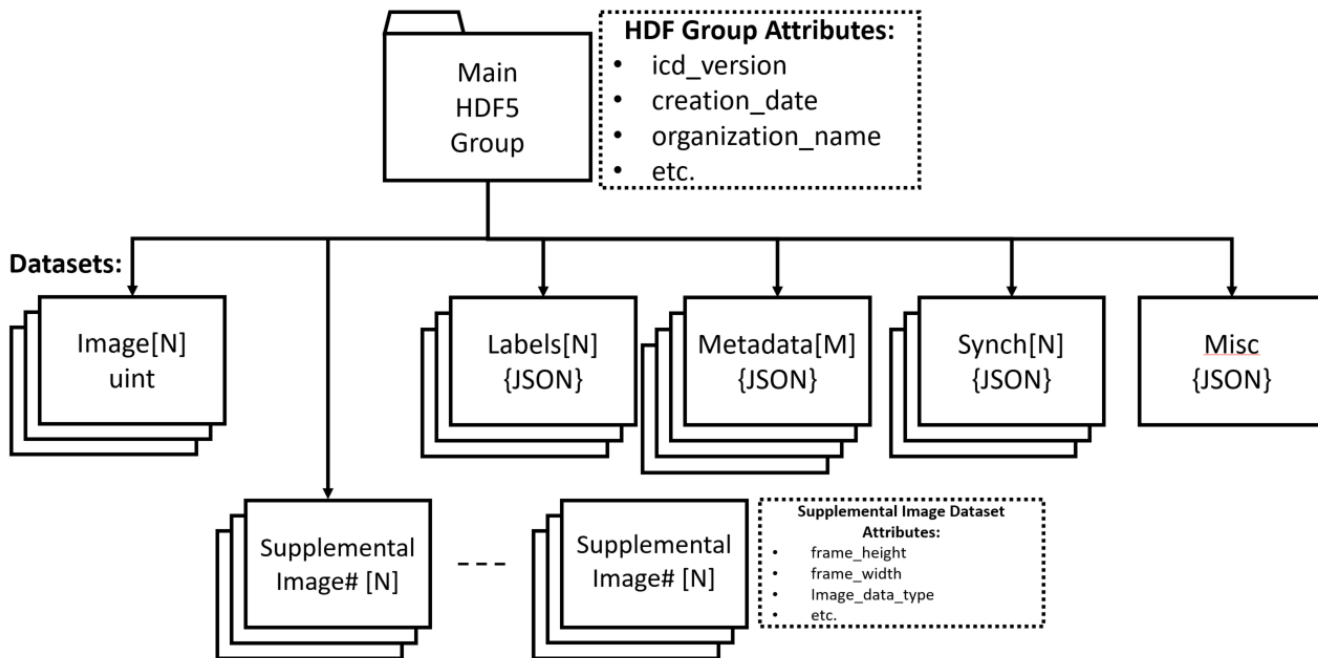 Main
HDF5
Group
HDF Group Attributes:
• icd_version
• creation_date
• organization_name
• etc.
Datasets:
Image[N]
uint
Labels[N]
{JSON}
Metadata[M]
{JSON}
Synch[N]
{JSON}
Misc
{JSON}
Supplemental
Image# [N]
---
Supplemental
Image# [N]
Supplemental Image Dataset
Attributes:
• frame_height
• frame_width
• Image_data_type
• etc.